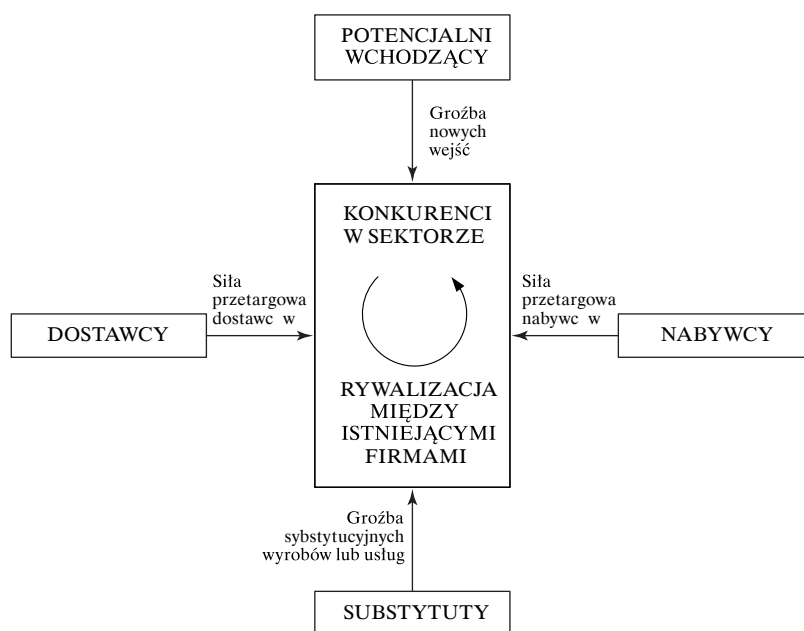 POTENCJALNI
WCHODZĄCY
Groźba
nowych
wejść
KONKURENCI
W SEKTORZE
Siła
przetargowa
dostawc w
Siła
przetargowa
nabywc w
DOSTAWCY
NABYWCY
RYWALIZACJA
MIĘDZY
ISTNIEJĄCYMI
FIRMAMI
Groźba
sybstytucyjnych
wyrobów lub usług
SUBSTYTUTY